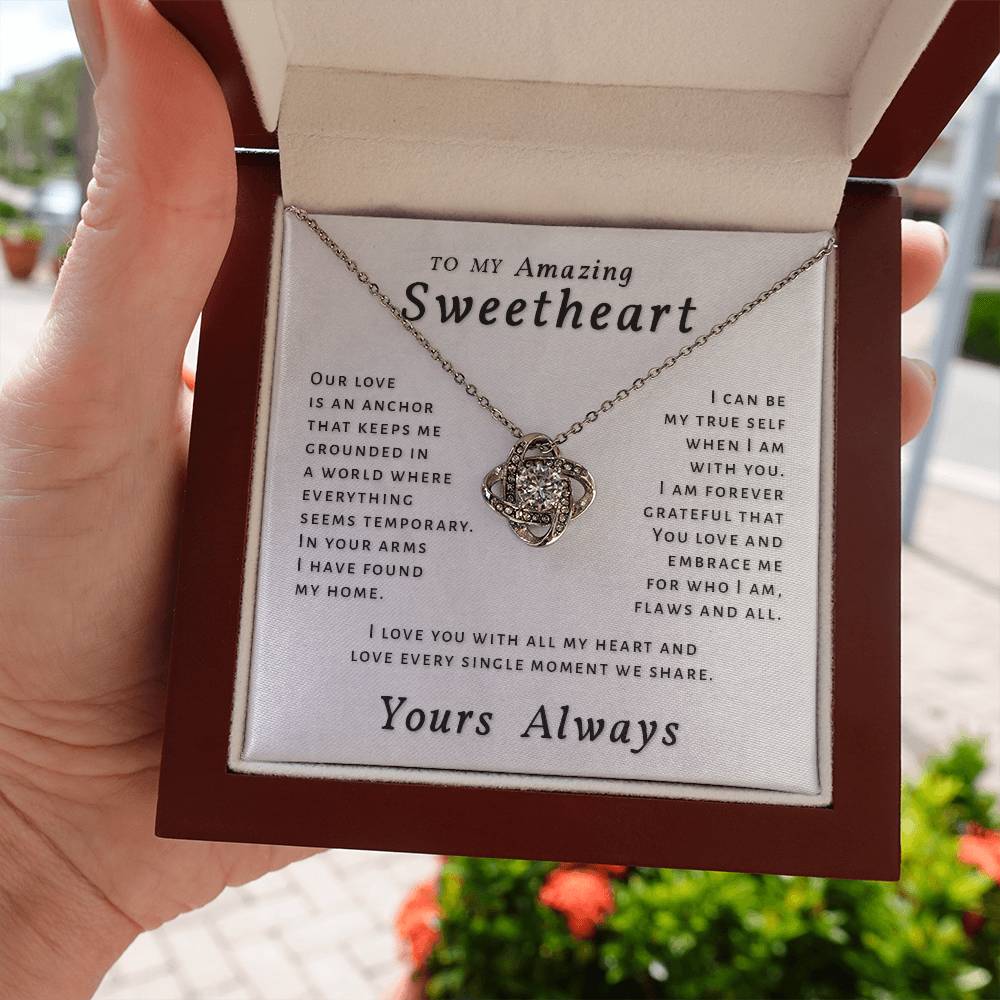 TO MY Amazing
Sweetheart
OUR LOVE
IS AN ANCHOR
THAT KEEPS ME
GROUNDED IN
A WORLD WHERE
EVERYTHING
SEEMS TEMPORARY.
IN YOUR ARMS
I HAVE FOUND
MY HOME.
I CAN BE
MY TRUE SELF
WHEN I AM
WITH YOU.
I AM FOREVER
GRATEFUL THAT
YOU LOVE AND
EMBRACE ME
FOR WHO I AM,
FLAWS AND ALL.
I LOVE YOU WITH ALL MY HEART AND
LOVE EVERY SINGLE MOMENT WE SHARE.
Yours Always